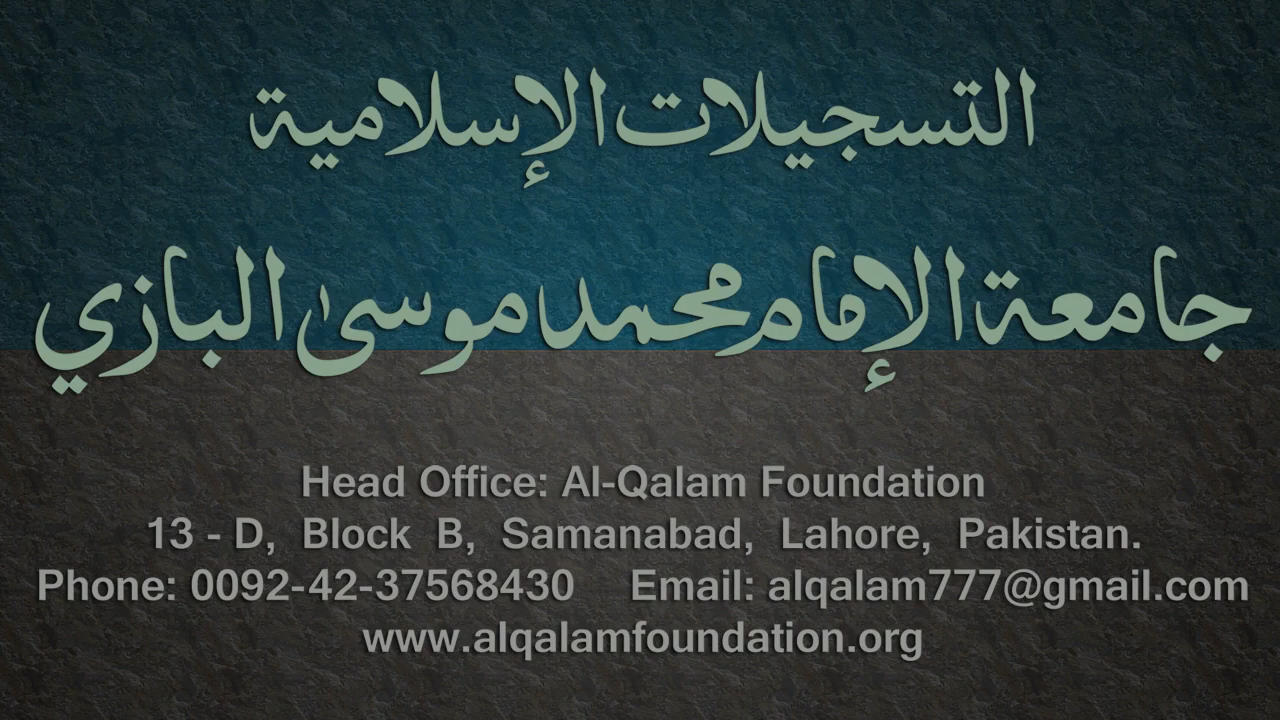 التسجيلات الإسلامية
جامعة الإمام محمد موسى البازي
Head Office: Al-Qalam Foundation
13 - D, Block B, Samanabad, Lahore, Pakistan.
Phone: 0092-42-37568430 Email: alqalam777@gmail.com
www.alqalamfoundation.org